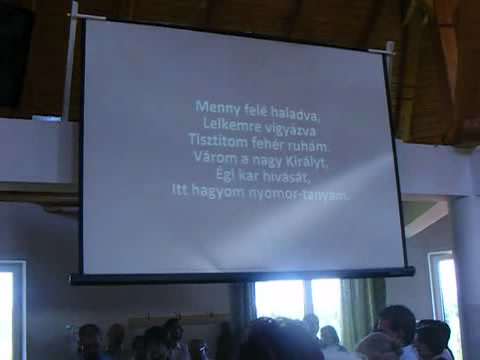 Menny felé haladva,
Lelkemre vigyázva
Tisztítom fehér ruhám.
Várom a nagy Királyt,
Égi kar hívását,
Itt hagyom nyomor-tanyám.